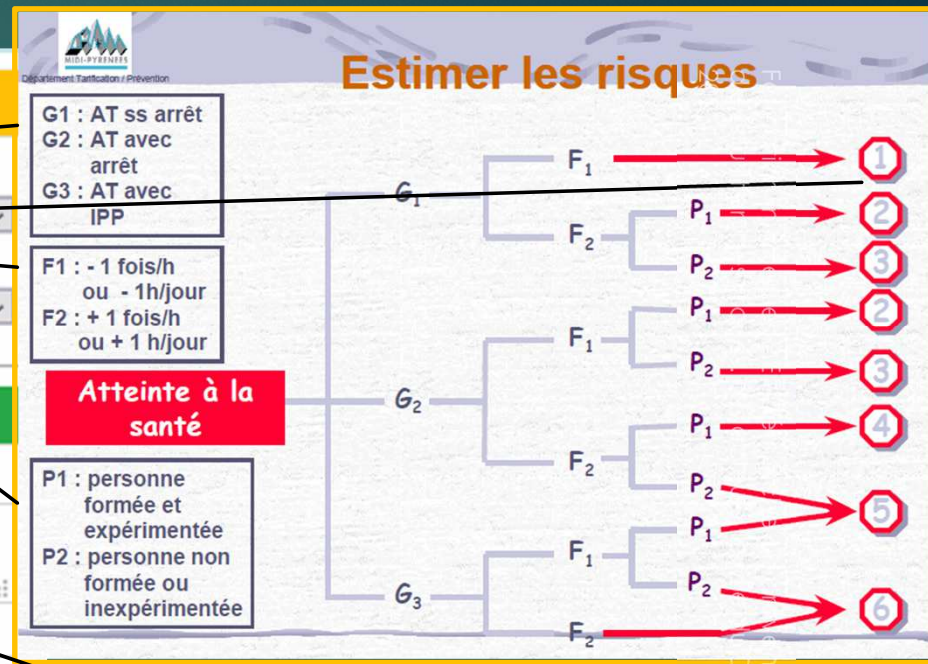 MIDI-PYRENEES
Département Tarification / Prévention
Estimer les risques
G1 : AT ss arrêt
G2 : AT avec
arrêt
G3 : AT avec
IPP
F1 : - 1 fois/h
ou - 1h/jour
F2 : + 1 fois/h
ou + 1 h/jour
Atteinte à la
santé
P1 : personne
formée et
expérimentée
P2 : personne non
formée ou
inexpérimentée
G1
F1
1
F2
P1
2
P2
3
G2
F1
P1
2
P2
3
F2
P1
4
P2
5
G3
F1
P1
P2
6
F2